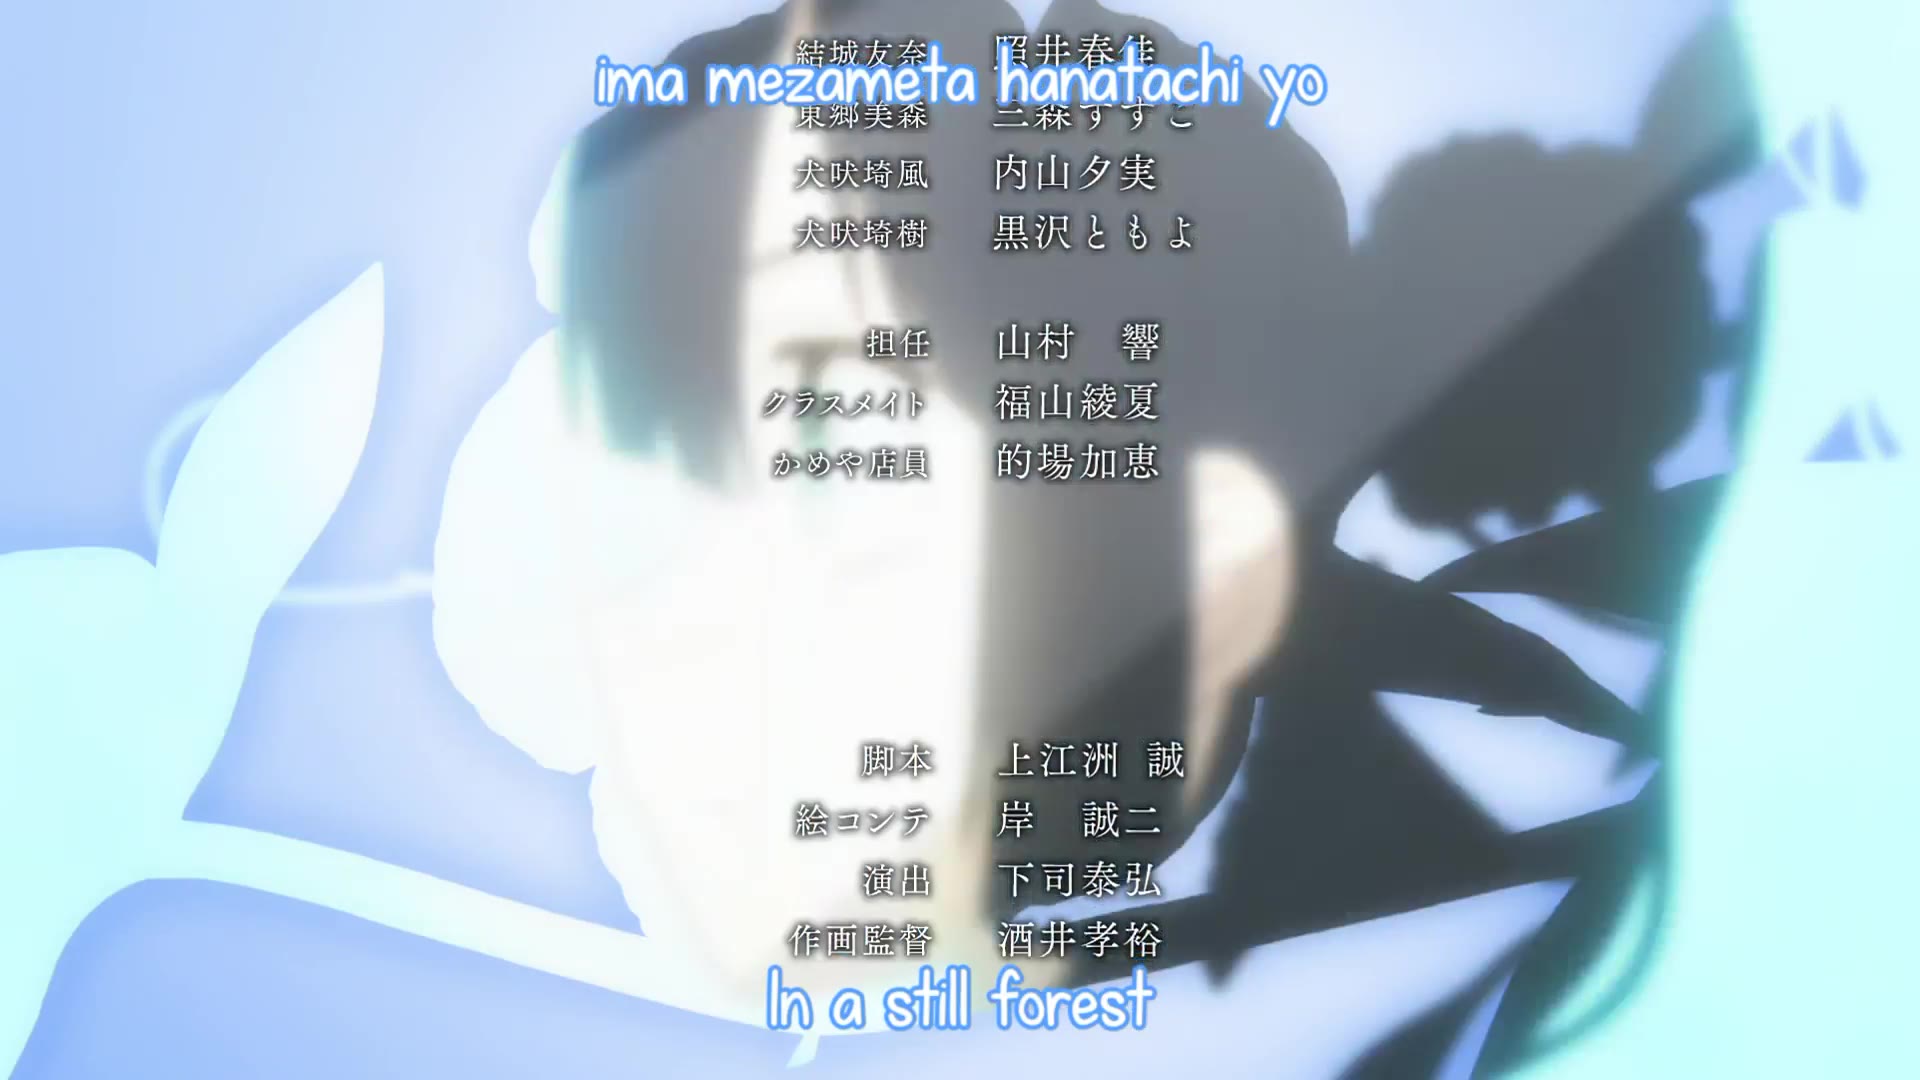 結城友奈 照井春佳
ima mezameta hanatachi yo
東郷美森 三森すずこ
犬吠埼風 内山夕実
犬吠埼樹 黒沢ともよ
担任 山村 響
クラスメイト 福山綾夏
かめや店員 的場加恵
脚本 上江洲 誠
絵コンテ 岸 誠二
演出 下司泰弘
作画監督 酒井孝裕
In a still forest